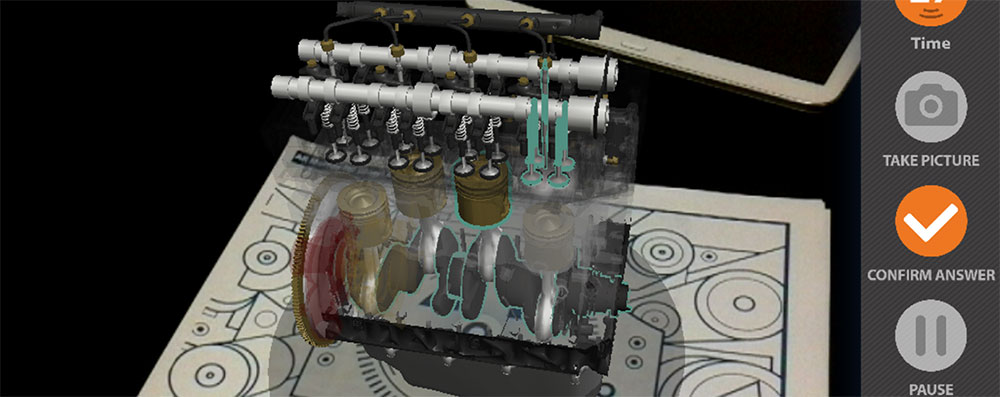 Time
TAKE PICTURE
CONFIRM ANSWER
PAUSE